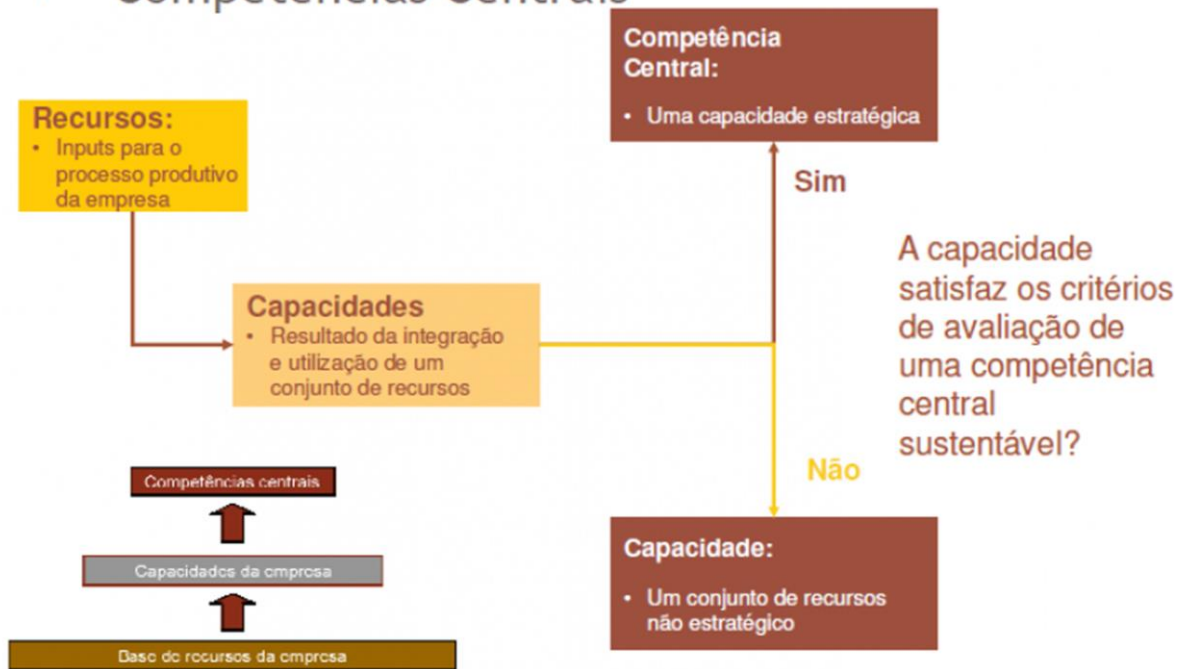 Competências Centrais
Competência
Central:
• Uma capacidade estratégica
Recursos:
• Inputs para o
processo produtivo
da empresa
Sim
A capacidade
satisfaz os critérios
de avaliação de
uma competência
central
sustentável?
Capacidades
• Resultado da integração
e utilização de um
conjunto de recursos
Não
Competências centrais
Capacidades da empresa
Base de recursos da empresa
Capacidade:
• Um conjunto de recursos
não estratégico